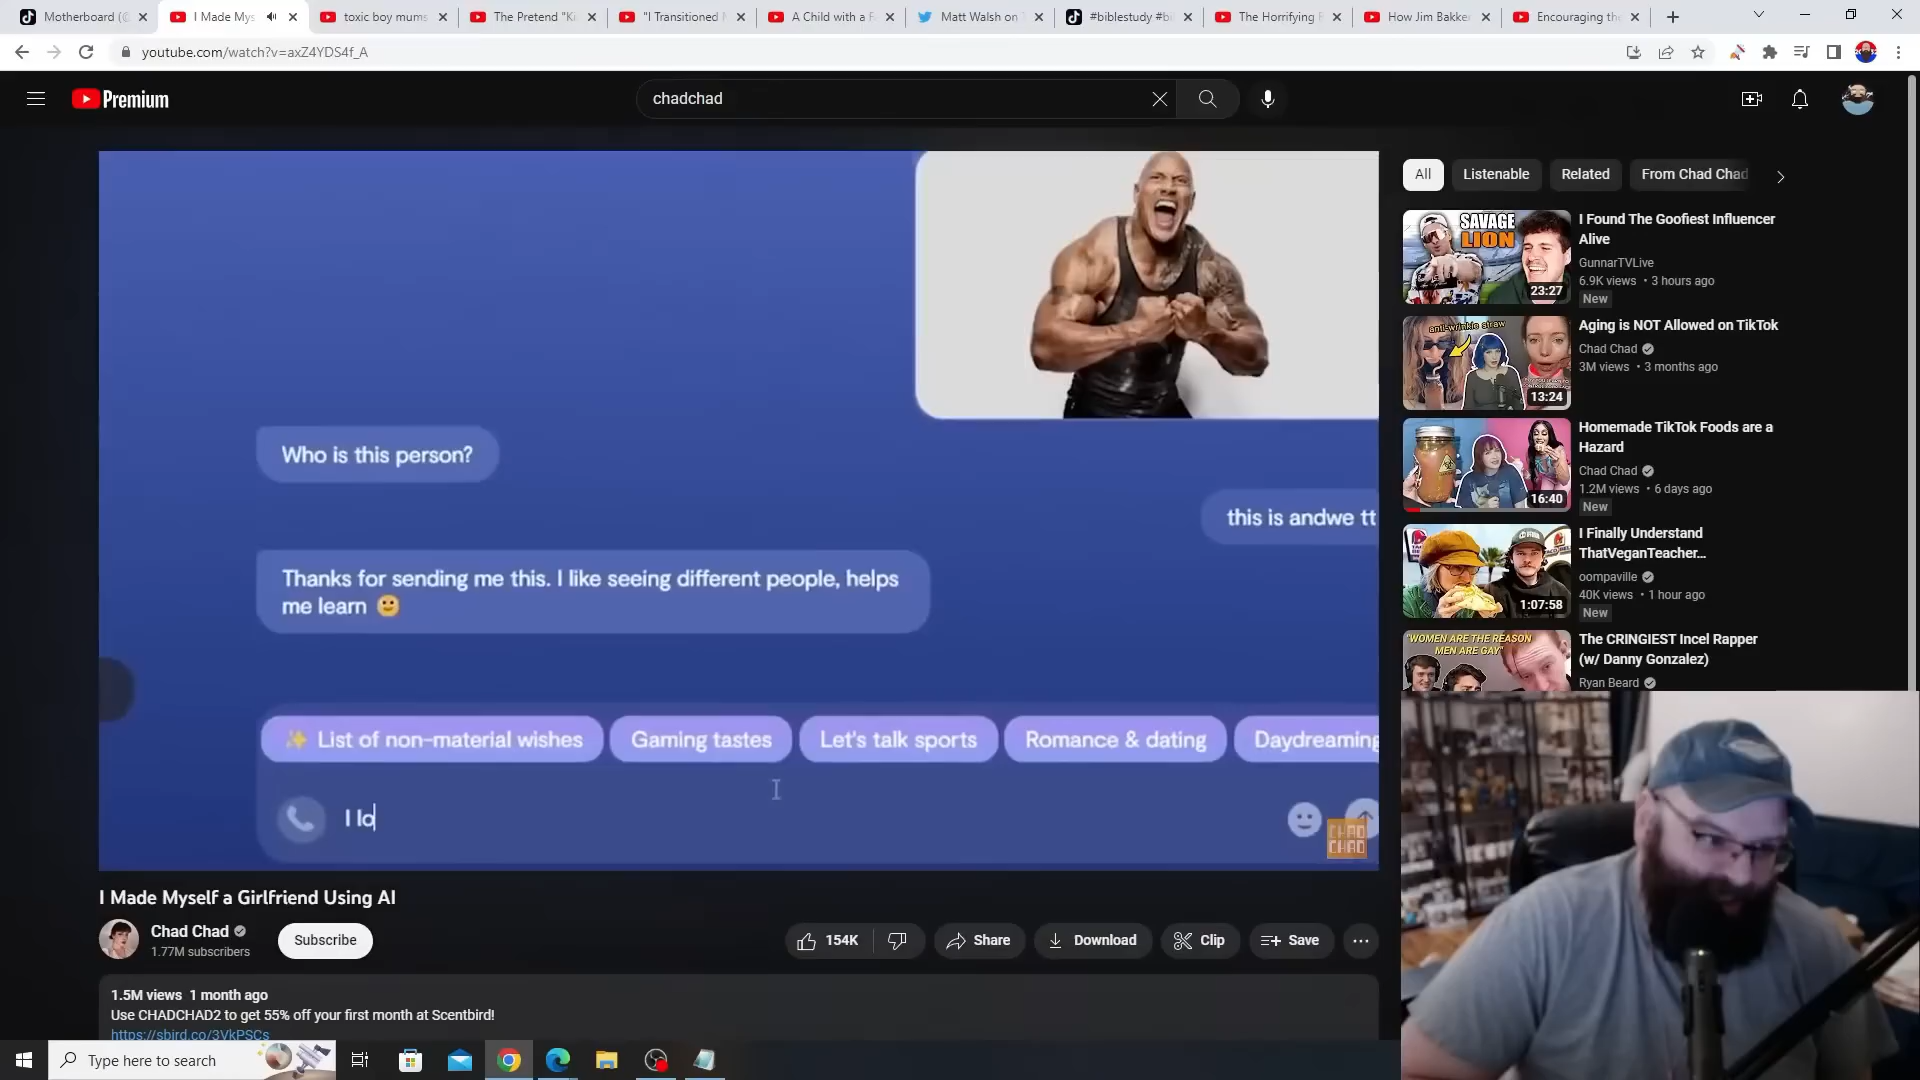 Motherboard (@
I Made Mys
toxic boy mums
The Pretend "Ki
"I Transitioned
A Child with a
Matt Walsh on
#biblestudy #bi
The Horrifying
How Jim Bakke
Encouraging the
youtube.com/watch?v=axZ4YDS4f_A
Premium
chadchad
Who is this person?
this is andwe tt
Thanks for sending me this. I like seeing different people, helps
me learn 🙂
✨ List of non-material wishes
Gaming tastes
Let's talk sports
Romance & dating
Daydreaming
I lo
CHAD
CHAD
I Made Myself a Girlfriend Using AI
Chad Chad
1.77M subscribers
Subscribe
154K
Share
Download
Clip
Save
1.5M views 1 month ago
Use CHADCHAD2 to get 55% off your first month at Scentbird!
https://sbird.co/3VkPSCs
All
Listenable
Related
From Chad Chad
SAVAGE
LION
23:27
I Found The Goofiest Influencer
Alive
GunnarTVLive
6.9K views • 3 hours ago
New
anti-wrinkle straw
13:24
Aging is NOT Allowed on TikTok
Chad Chad
3M views • 3 months ago
16:40
Homemade TikTok Foods are a
Hazard
Chad Chad
1.2M views • 6 days ago
New
1:07:58
I Finally Understand
ThatVeganTeacher...
oompaville
40K views • 1 hour ago
New
"WOMEN ARE THE REASON
MEN ARE GAY"
The CRINGIEST Incel Rapper
(w/ Danny Gonzalez)
Ryan Beard
Type here to search